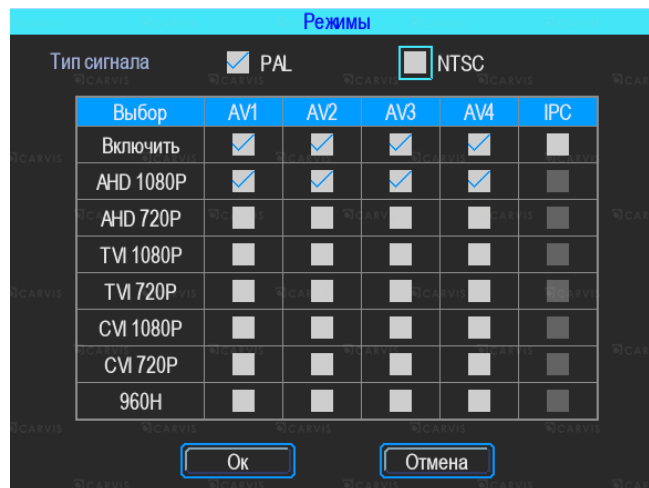 Режимы
Тип сигнала PAL NTSC
Выбор AV1 AV2 AV3 AV4 IPC
Включить
AHD 1080P
AHD 720P
TVI 1080P
TVI 720P
CVI 1080P
CVI 720P
960H
Ок Отмена
CARVIS